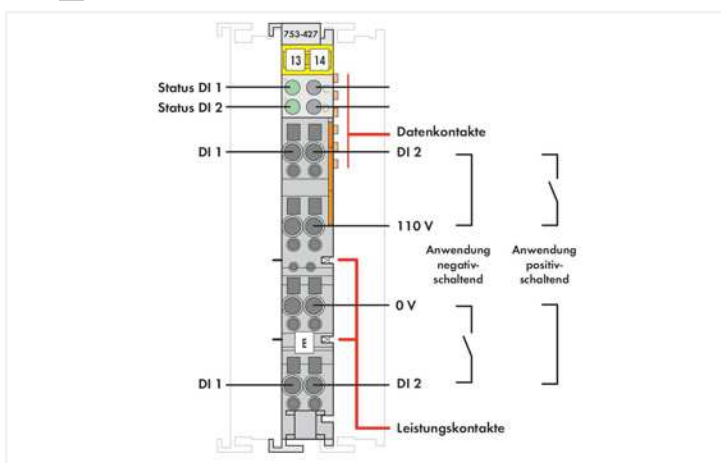 753-427
13 14
Status DI 1
Status DI 2
Datenkontakte
DI 1
DI 2
110 V
Anwendung
negativ-
schaltend
Anwendung
positiv-
schaltend
0 V
DI 1
DI 2
Leistungskontakte